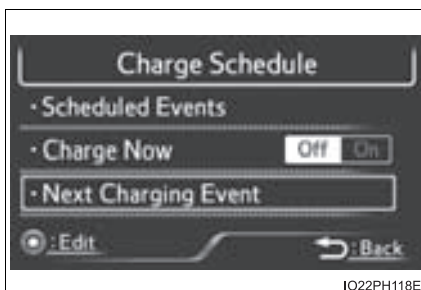 Charge Schedule
・Scheduled Events
・Charge Now Off On
・Next Charging Event
:Edit :Back
IO22PH118E